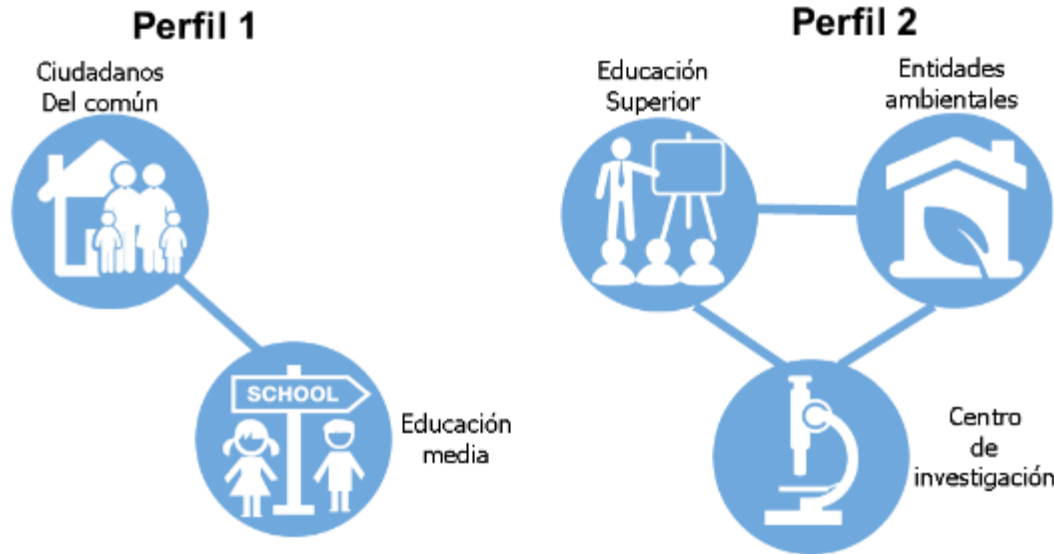 Perfil 1
Ciudadanos
Del común
SCHOOL
Educación
media
Perfil 2
Educación
Superior
Entidades
ambientales
Centro
de
investigación